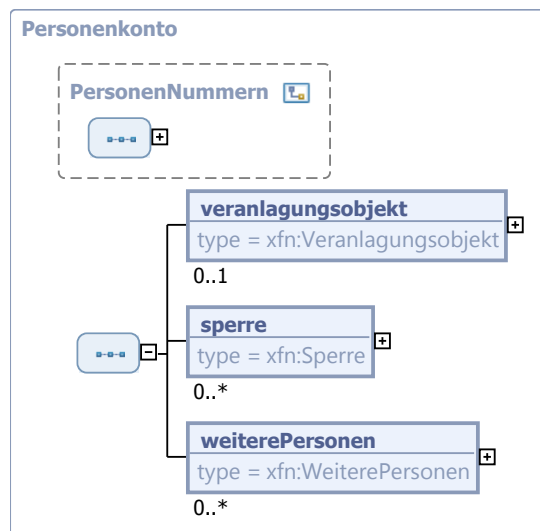 Personenkonto
PersonenNummern
veranlagungsobjekt
type = xfn:Veranlagungsobjekt
0..1
sperre
type = xfn:Sperre
0..*
weiterePersonen
type = xfn:WeiterePersonen
0..*